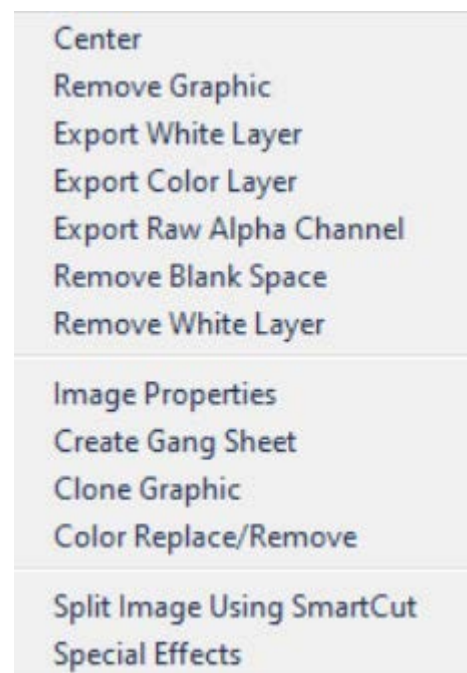 Center
Remove Graphic
Export White Layer
Export Color Layer
Export Raw Alpha Channel
Remove Blank Space
Remove White Layer
Image Properties
Create Gang Sheet
Clone Graphic
Color Replace/Remove
Split Image Using SmartCut
Special Effects